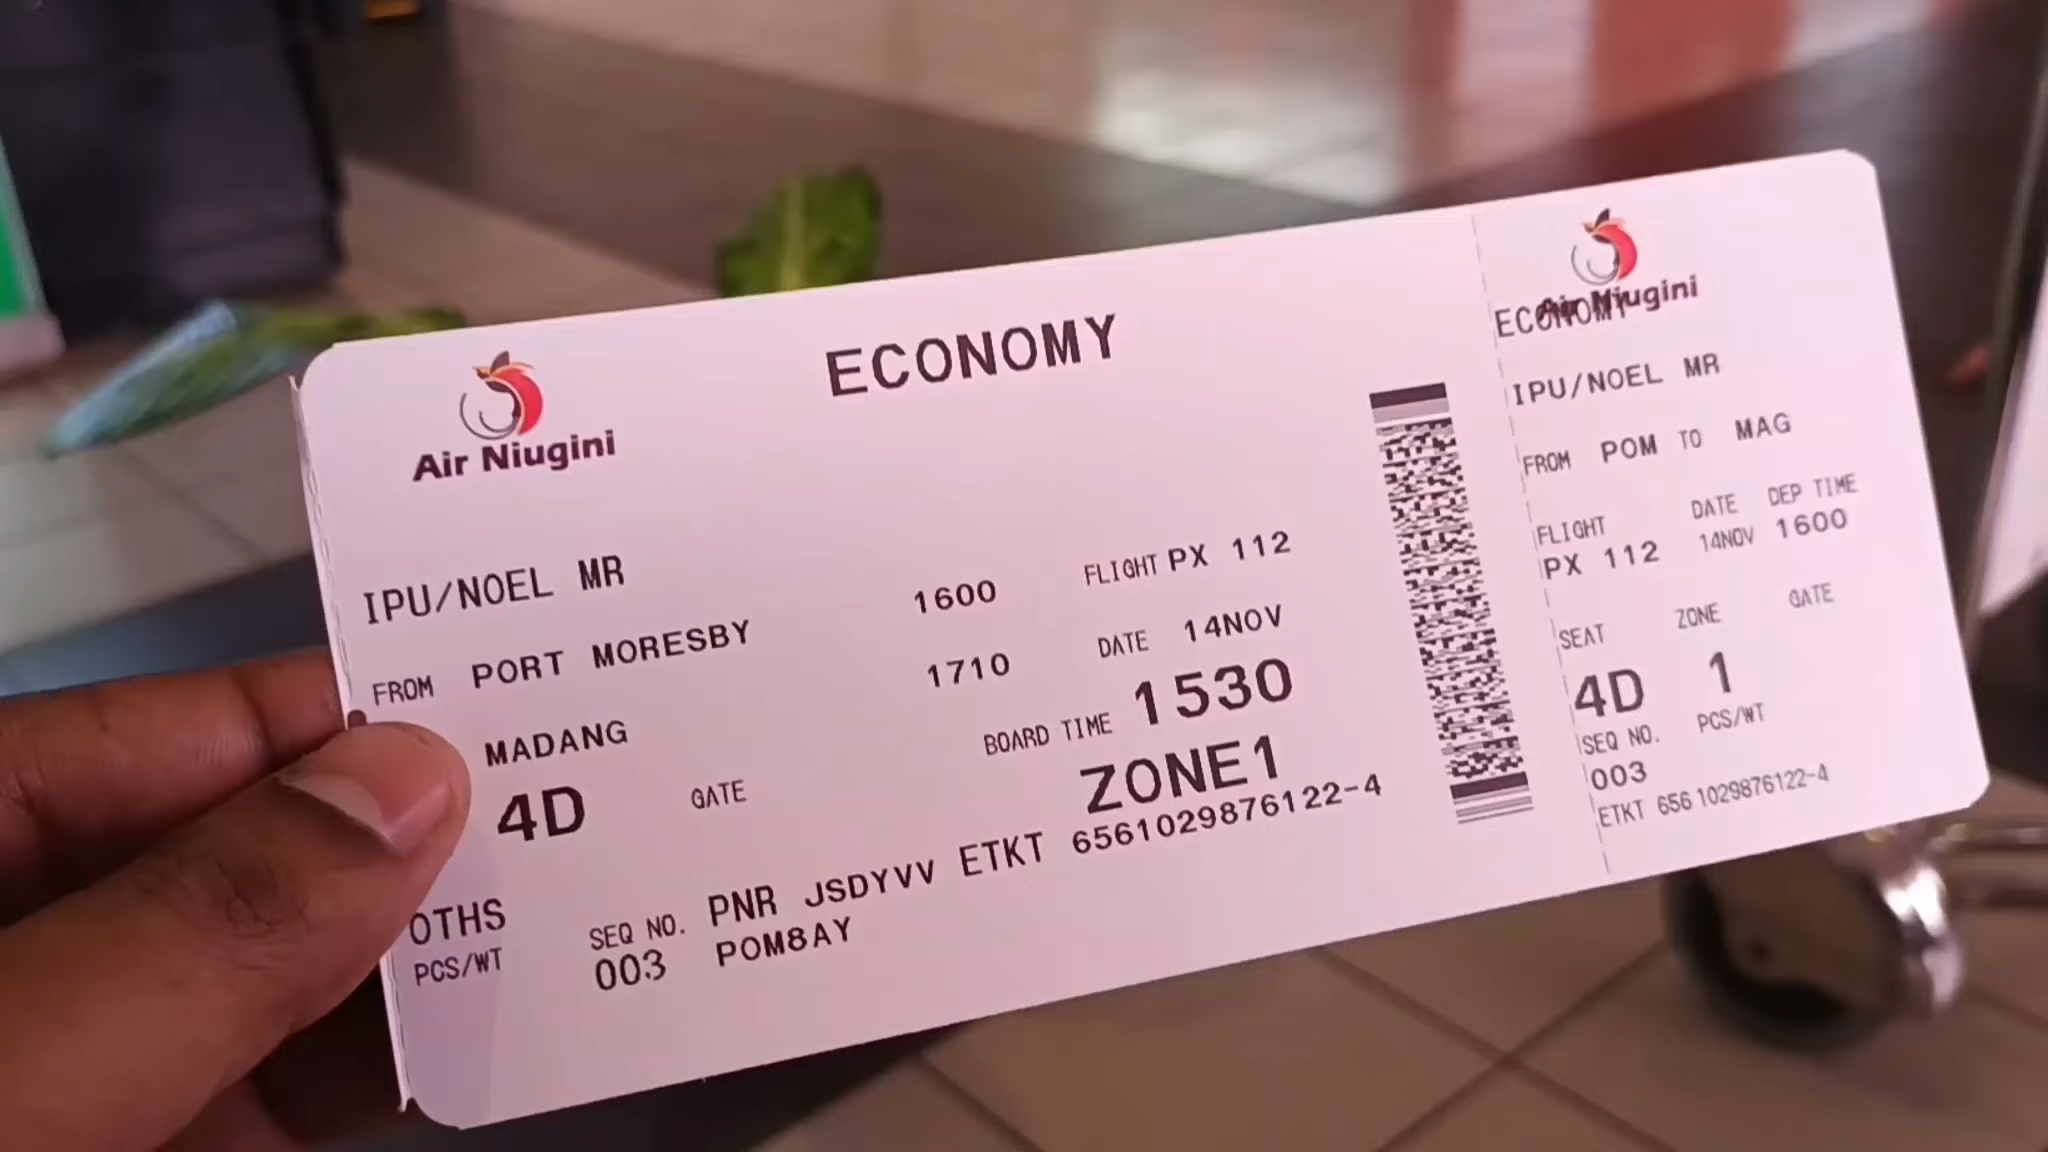 Air Niugini
ECONOMY
IPU/NOEL MR
1600 FLIGHT PX 112
FROM PORT MORESBY
1710 DATE 14NOV
MADANG
BOARD TIME 1530
4D GATE
ZONE1
OTHS SEQ NO. PNR JSDYVV ETKT 6561029876122-4
PCS/WT 003 POM8AY
Air Niugini
ECONOMY
IPU/NOEL MR
FROM POM TO MAG
FLIGHT DATE DEP TIME
PX 112 14NOV 1600
SEAT ZONE GATE
4D 1
SEQ NO. PCS/WT
003
ETKT 656 1029876122-4